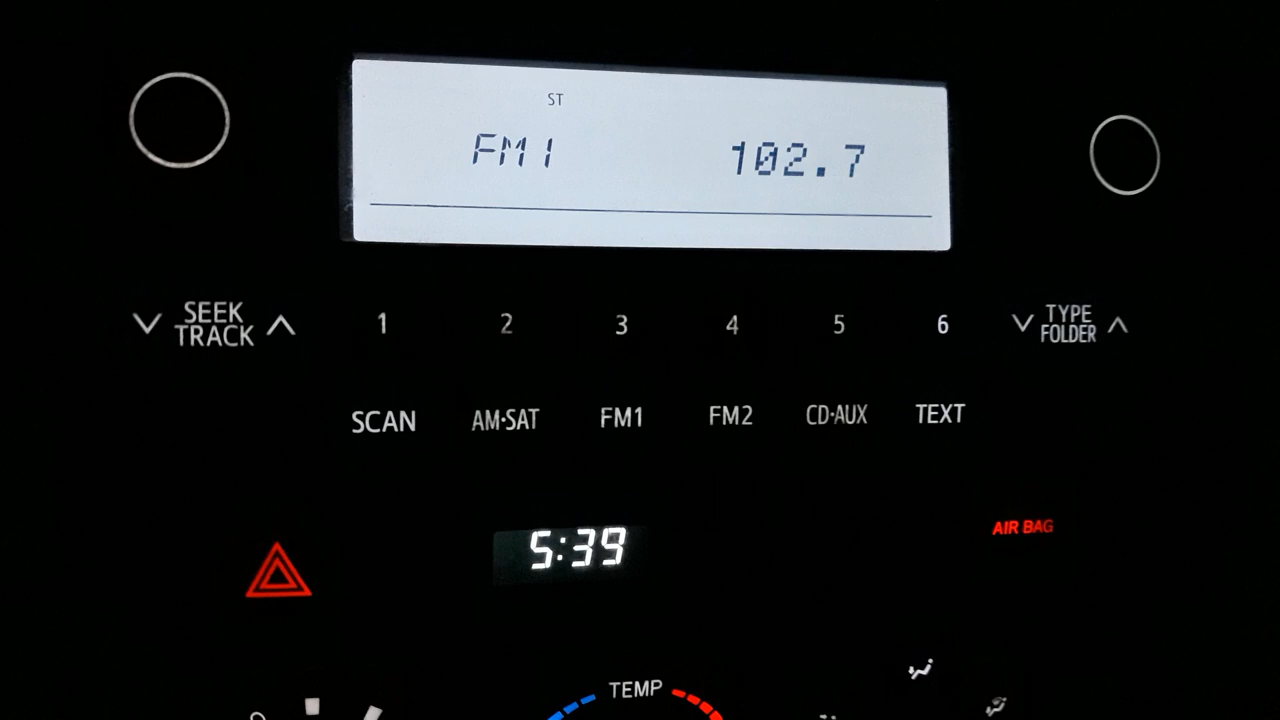 ST
FM1 102.7
SEEK TRACK 1 2 3 4 5 6 TYPE FOLDER
SCAN AM·SAT FM1 FM2 CD·AUX TEXT
5:39 AIR BAG
TEMP